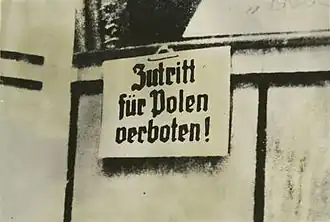 Zutritt
für Polen
verboten!